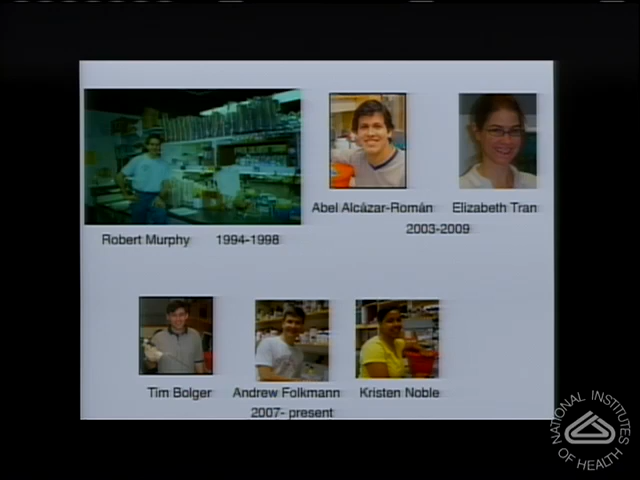 Robert Murphy 1994-1998
Abel Alcázar-Román Elizabeth Tran
2003-2009
Tim Bolger Andrew Folkmann Kristen Noble
2007- present
NATIONAL INSTITUTES
OF HEALTH